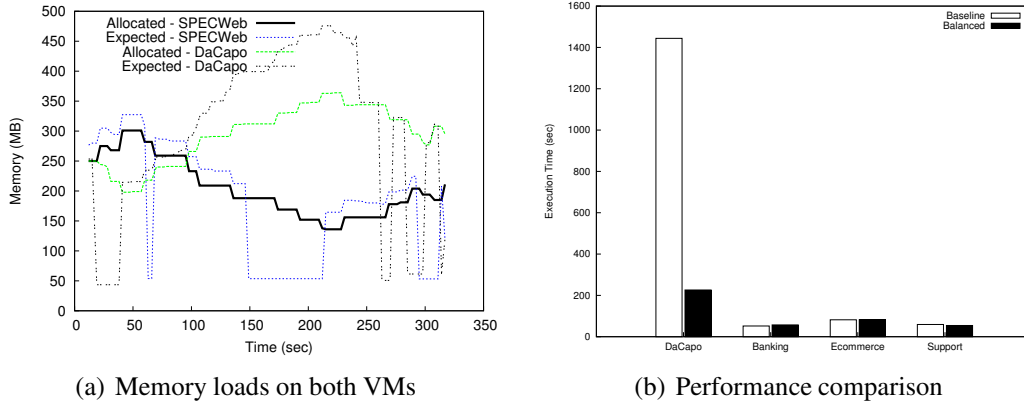 500
450
400
350
300
250
200
150
100
50
0
Memory (MB)
Allocated - SPECWeb
Expected - SPECWeb
Allocated - DaCapo
Expected - DaCapo
0 50 100 150 200 250 300 350
Time (sec)
(a) Memory loads on both VMs
1600
1400
1200
1000
800
600
400
200
0
Execution Time (sec)
Baseline
Balanced
DaCapo Banking Ecommerce Support
(b) Performance comparison